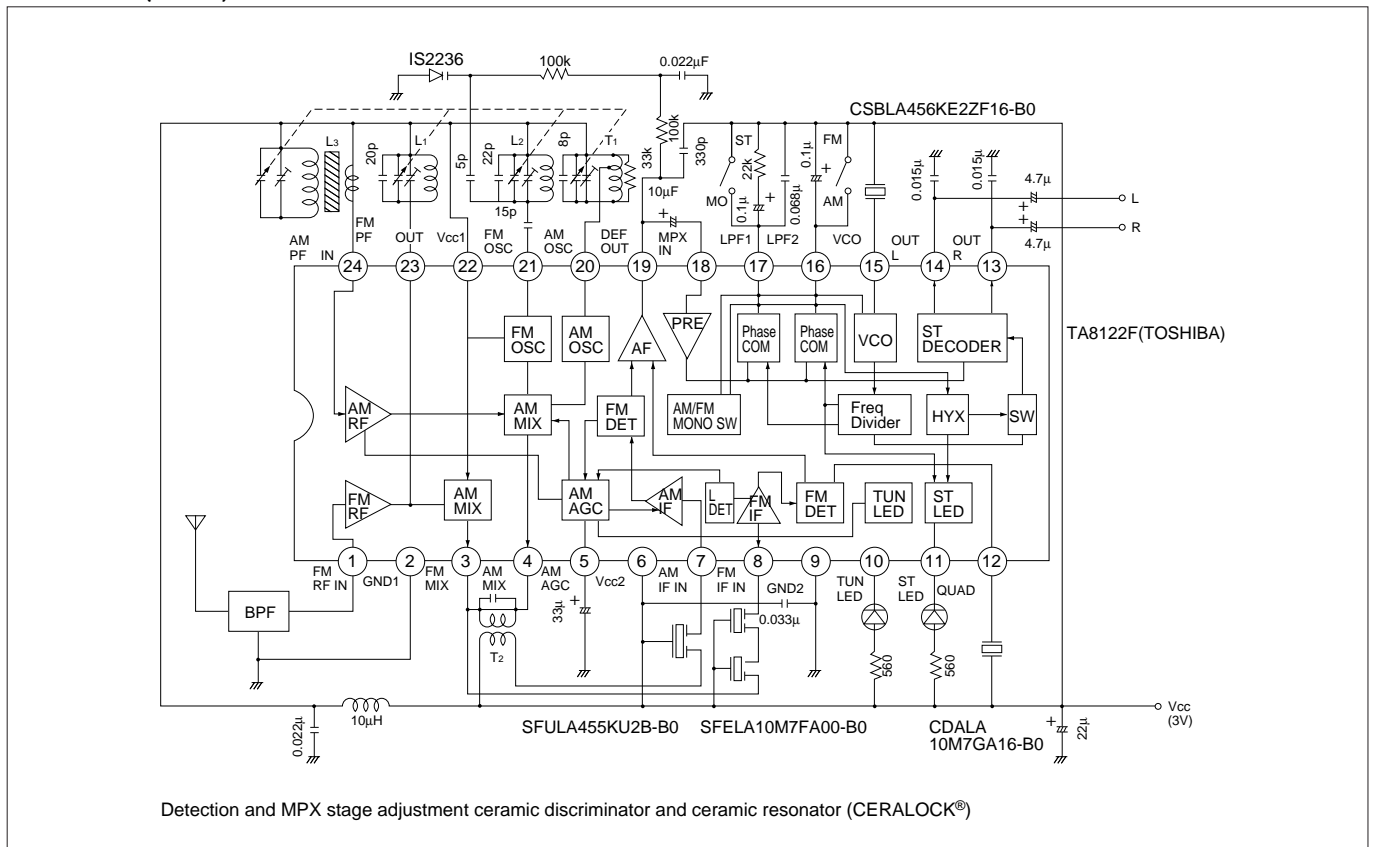 IS2236
100k
0.022µF
CSBLA456KE2ZF16-B0
L3
20p
L1
5p
22p
L2
8p
T1
33k
100k
330p
ST
MO
22k
0.1µ
0.068µ
0.1µ
FM
AM
0.015µ
0.015µ
4.7µ
L
R
4.7µ
15p
10µF
AM PF
FM PF IN
OUT
Vcc1
FM OSC
AM OSC
DEF OUT
MPX IN
LPF1
LPF2
VCO
OUT L
OUT R
24
23
22
21
20
19
18
17
16
15
14
13
TA8122F(TOSHIBA)
FM OSC
AM OSC
AF
PRE
Phase COM
Phase COM
VCO
ST DECODER
AM RF
AM MIX
FM DET
AM/FM MONO SW
Freq Divider
HYX
SW
FM RF
AM MIX
AM AGC
AM IF
L DET
FM IF
FM DET
TUN LED
ST LED
1
2
3
4
5
6
7
8
9
10
11
12
FM RF IN
GND1
FM MIX
AM MIX
AM AGC
Vcc2
AM IF IN
FM IF IN
GND2
TUN LED
ST LED
QUAD
BPF
T2
33µ
0.033µ
560
560
0.022µ
10µH
SFULA455KU2B-B0
SFELA10M7FA00-B0
CDALA
10M7GA16-B0
22µ
Vcc
(3V)
Detection and MPX stage adjustment ceramic discriminator and ceramic resonator (CERALOCK®)